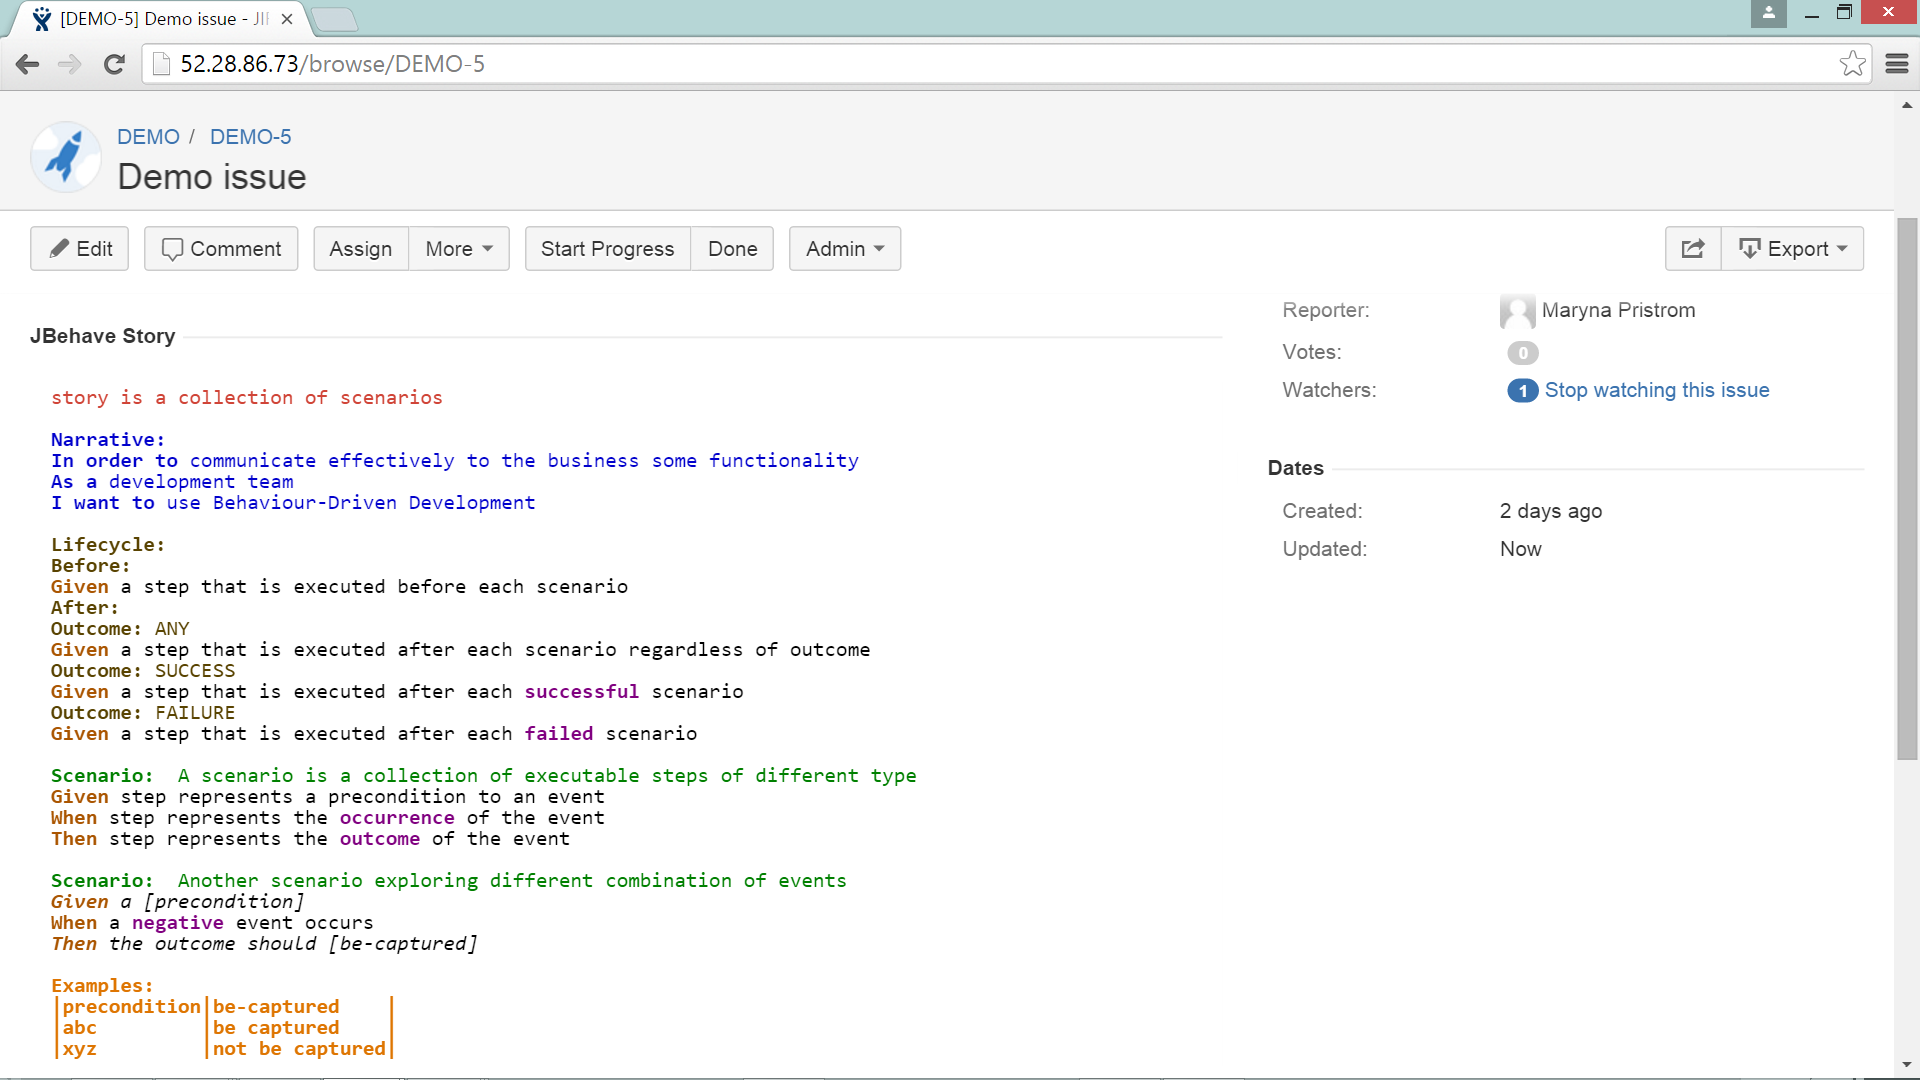 [DEMO-5] Demo issue - JI
52.28.86.73/browse/DEMO-5
DEMO / DEMO-5
Demo issue
Edit Comment Assign More Start Progress Done Admin Export
Reporter: Maryna Pristrom
Votes: 0
Watchers: 1 Stop watching this issue
Dates
Created: 2 days ago
Updated: Now
JBehave Story
story is a collection of scenarios
Narrative:
In order to communicate effectively to the business some functionality
As a development team
I want to use Behaviour-Driven Development
Lifecycle:
Before:
Given a step that is executed before each scenario
After:
Outcome: ANY
Given a step that is executed after each scenario regardless of outcome
Outcome: SUCCESS
Given a step that is executed after each successful scenario
Outcome: FAILURE
Given a step that is executed after each failed scenario
Scenario:  A scenario is a collection of executable steps of different type
Given step represents a precondition to an event
When step represents the occurrence of the event
Then step represents the outcome of the event
Scenario:  Another scenario exploring different combination of events
Given a [precondition]
When a negative event occurs
Then the outcome should [be-captured]
Examples:
|precondition|be-captured    |
|abc         |be captured    |
|xyz         |not be captured|